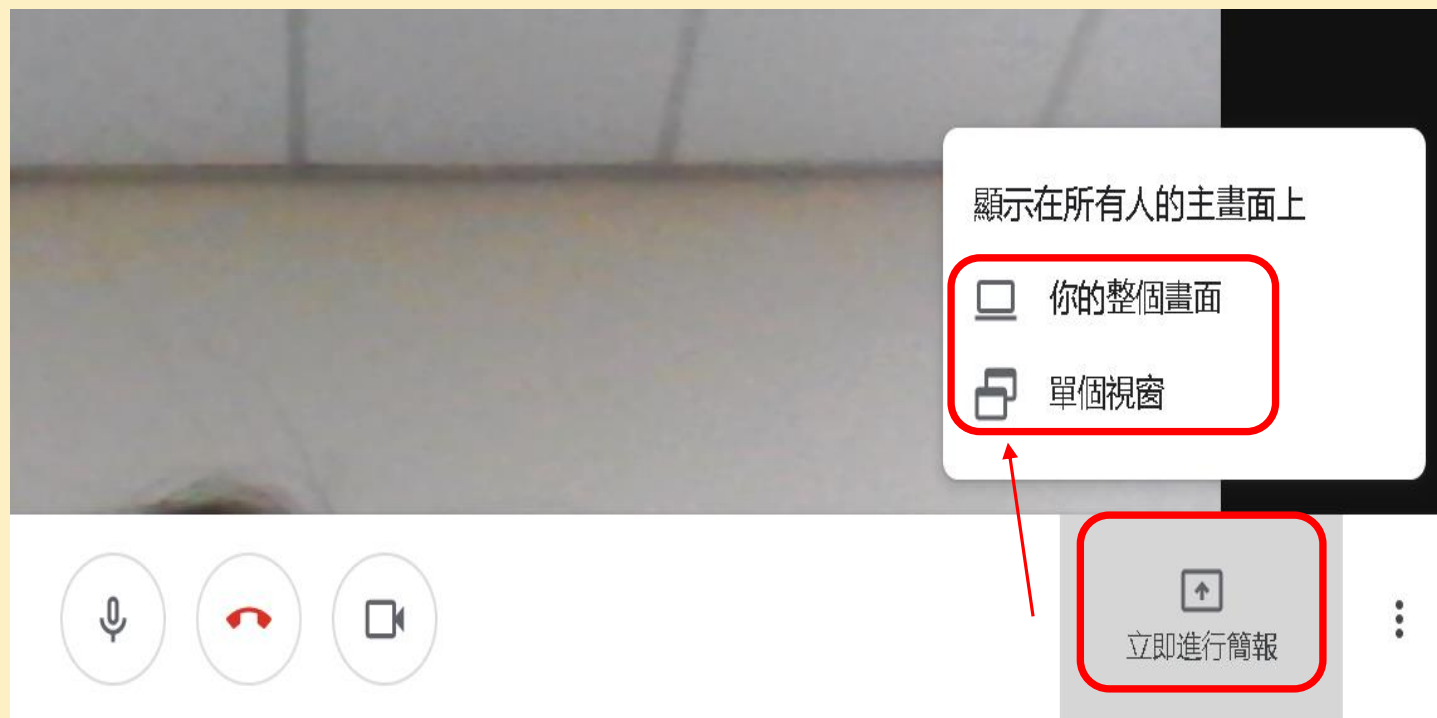 顯示在所有人的主畫面上
你的整個畫面
單個視窗
立即進行簡報